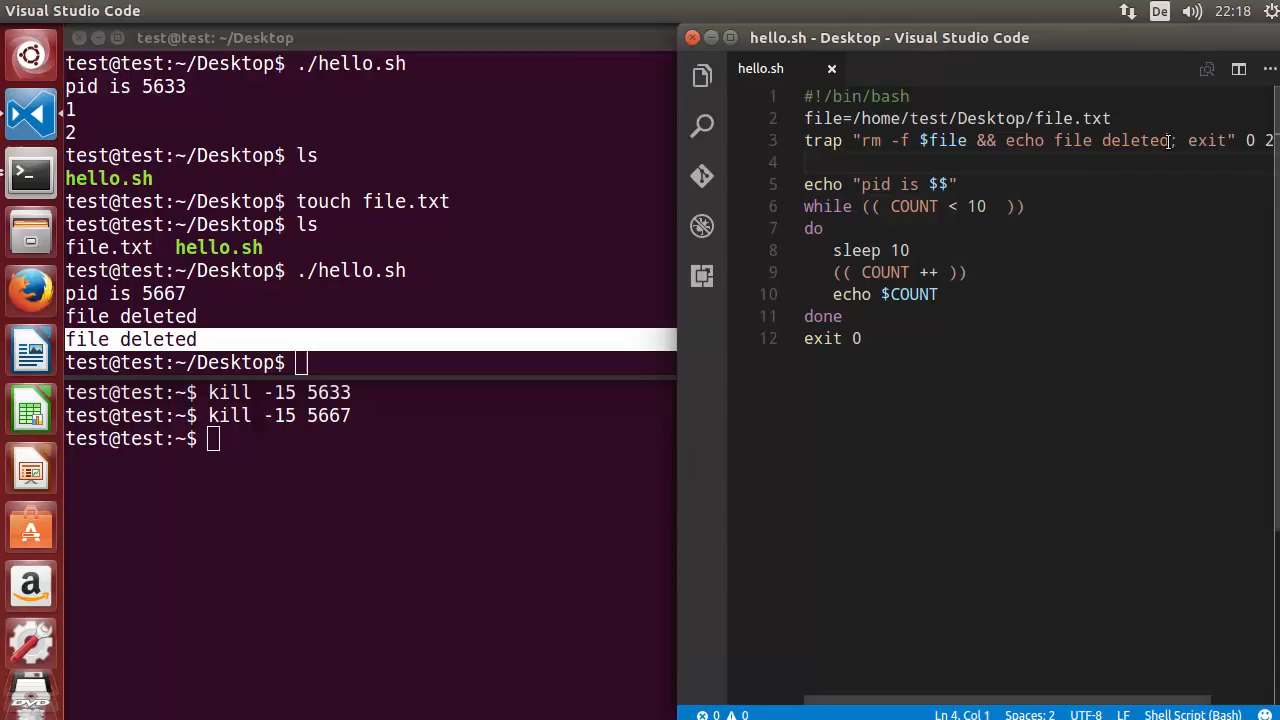 Visual Studio Code
De
22:18
test@test: ~/Desktop
test@test:~/Desktop$ ./hello.sh
pid is 5633
1
2
test@test:~/Desktop$ ls
hello.sh
test@test:~/Desktop$ touch file.txt
test@test:~/Desktop$ ls
file.txt  hello.sh
test@test:~/Desktop$ ./hello.sh
pid is 5667
file deleted
file deleted
test@test:~/Desktop$
test@test:~$ kill -15 5633
test@test:~$ kill -15 5667
test@test:~$
hello.sh - Desktop - Visual Studio Code
hello.sh
1 #!/bin/bash
2 file=/home/test/Desktop/file.txt
3 trap "rm -f $file && echo file deleted; exit" 0 2
4
5 echo "pid is $$"
6 while (( COUNT < 10  ))
7 do
8    sleep 10
9    (( COUNT ++ ))
10    echo $COUNT
11 done
12 exit 0
0 0 Ln 4, Col 1 Spaces: 2 UTF-8 LF Shell Script (Bash)